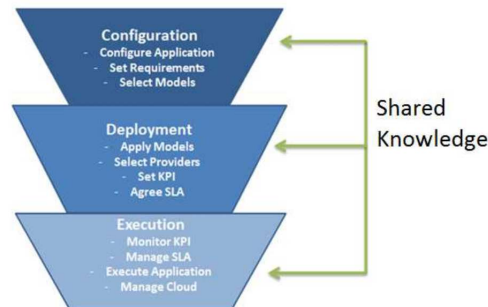 Configuration
- Configure Application
- Set Requirements
- Select Models
Deployment
- Apply Models
- Select Providers
- Set KPI
- Agree SLA
Execution
- Monitor KPI
- Manage SLA
- Execute Application
- Manage Cloud
Shared
Knowledge